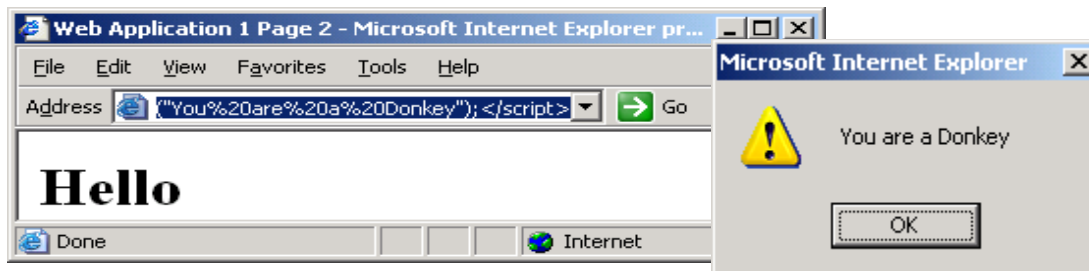 Web Application 1 Page 2 - Microsoft Internet Explorer pr...
File Edit View Favorites Tools Help
Address ("You%20are%20a%20Donkey");</script> Go
Hello
Done Internet
Microsoft Internet Explorer
You are a Donkey
OK